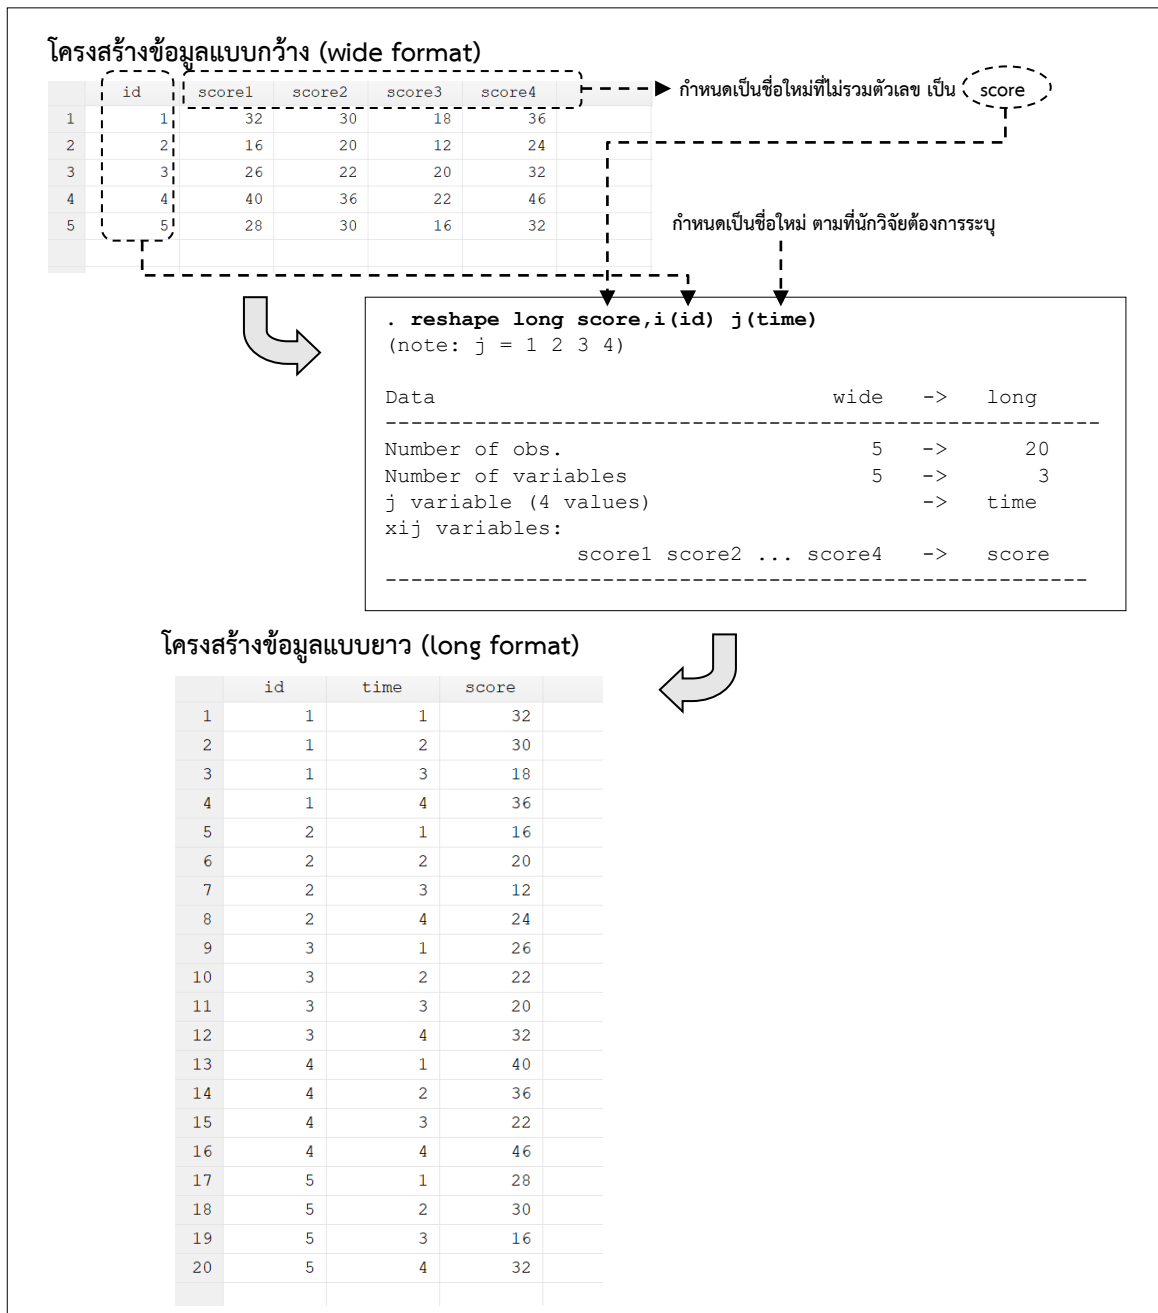 โครงสร้างข้อมูลแบบกว้าง (wide format)
id score1 score2 score3 score4
กำหนดเป็นชื่อใหม่ที่ไม่รวมตัวเลข เป็น score
1 1 32 30 18 36
2 2 16 20 12 24
3 3 26 22 20 32
4 4 40 36 22 46
5 5 28 30 16 32
กำหนดเป็นชื่อใหม่ ตามที่นักวิจัยต้องการระบุ
. reshape long score,i(id) j(time)
(note: j = 1 2 3 4)
Data wide -> long
-----------------------------------------------------------
Number of obs. 5 -> 20
Number of variables 5 -> 3
j variable (4 values) -> time
xij variables:
score1 score2 ... score4 -> score
-----------------------------------------------------------
โครงสร้างข้อมูลแบบยาว (long format)
id time score
1 1 1 32
2 1 2 30
3 1 3 18
4 1 4 36
5 2 1 16
6 2 2 20
7 2 3 12
8 2 4 24
9 3 1 26
10 3 2 22
11 3 3 20
12 3 4 32
13 4 1 40
14 4 2 36
15 4 3 22
16 4 4 46
17 5 1 28
18 5 2 30
19 5 3 16
20 5 4 32